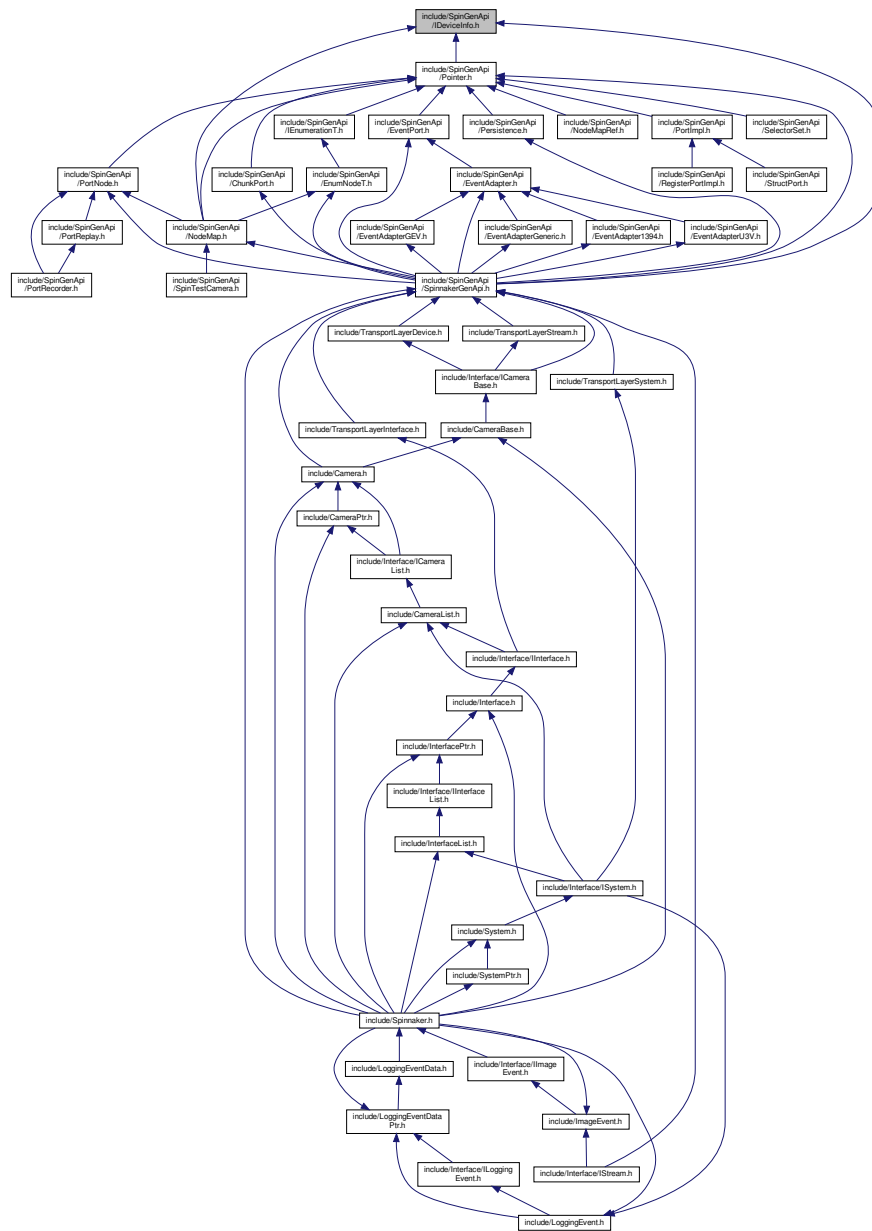 include/SpinGenApi
/IDeviceInfo.h
include/SpinGenApi
/Pointer.h
include/SpinGenApi
/IEnumerationT.h
include/SpinGenApi
/EventPort.h
include/SpinGenApi
/Persistence.h
include/SpinGenApi
/NodeMapRef.h
include/SpinGenApi
/PortImpl.h
include/SpinGenApi
/SelectorSet.h
include/SpinGenApi
/PortNode.h
include/SpinGenApi
/ChunkPort.h
include/SpinGenApi
/EnumNodeT.h
include/SpinGenApi
/EventAdapter.h
include/SpinGenApi
/RegisterPortImpl.h
include/SpinGenApi
/StructPort.h
include/SpinGenApi
/PortReplay.h
include/SpinGenApi
/NodeMap.h
include/SpinGenApi
/EventAdapterGEV.h
include/SpinGenApi
/EventAdapterGeneric.h
include/SpinGenApi
/EventAdapter1394.h
include/SpinGenApi
/EventAdapterU3V.h
include/SpinGenApi
/PortRecorder.h
include/SpinGenApi
/SpinTestCamera.h
include/SpinGenApi
/SpinnakerGenApi.h
include/TransportLayerDevice.h
include/TransportLayerStream.h
include/Interface/ICamera
Base.h
include/TransportLayerSystem.h
include/TransportLayerInterface.h
include/CameraBase.h
include/Camera.h
include/CameraPtr.h
include/Interface/ICamera
List.h
include/CameraList.h
include/Interface/IInterface.h
include/Interface.h
include/InterfacePtr.h
include/Interface/IInterface
List.h
include/InterfaceList.h
include/Interface/ISystem.h
include/System.h
include/SystemPtr.h
include/Spinnaker.h
include/LoggingEventData.h
include/Interface/IImage
Event.h
include/LoggingEventData
Ptr.h
include/ImageEvent.h
include/Interface/ILogging
Event.h
include/Interface/IStream.h
include/LoggingEvent.h